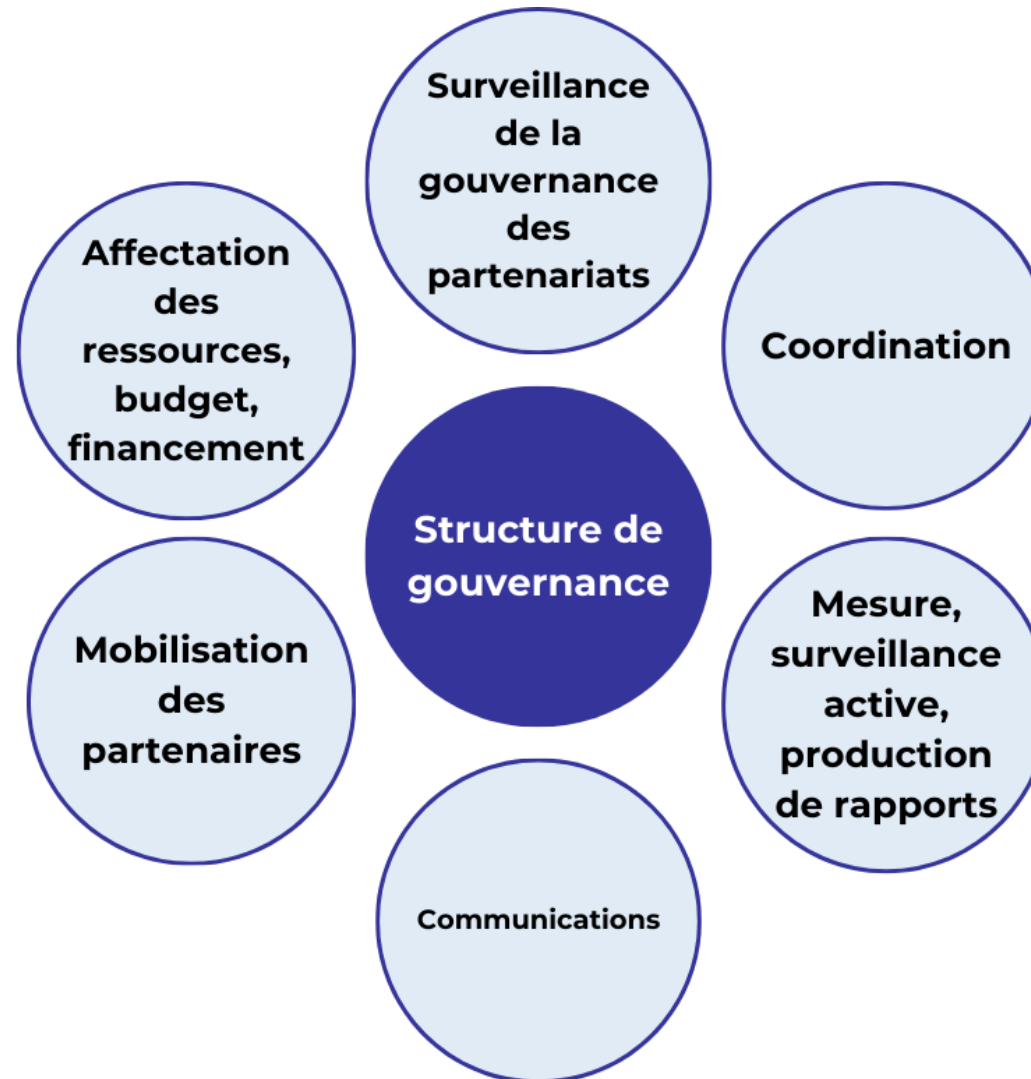 Surveillance
de la
gouvernance
des
partenariats
Affectation
des
ressources,
budget,
financement
Coordination
Structure de
gouvernance
Mobilisation
des
partenaires
Mesure,
surveillance
active,
production
de rapports
Communications